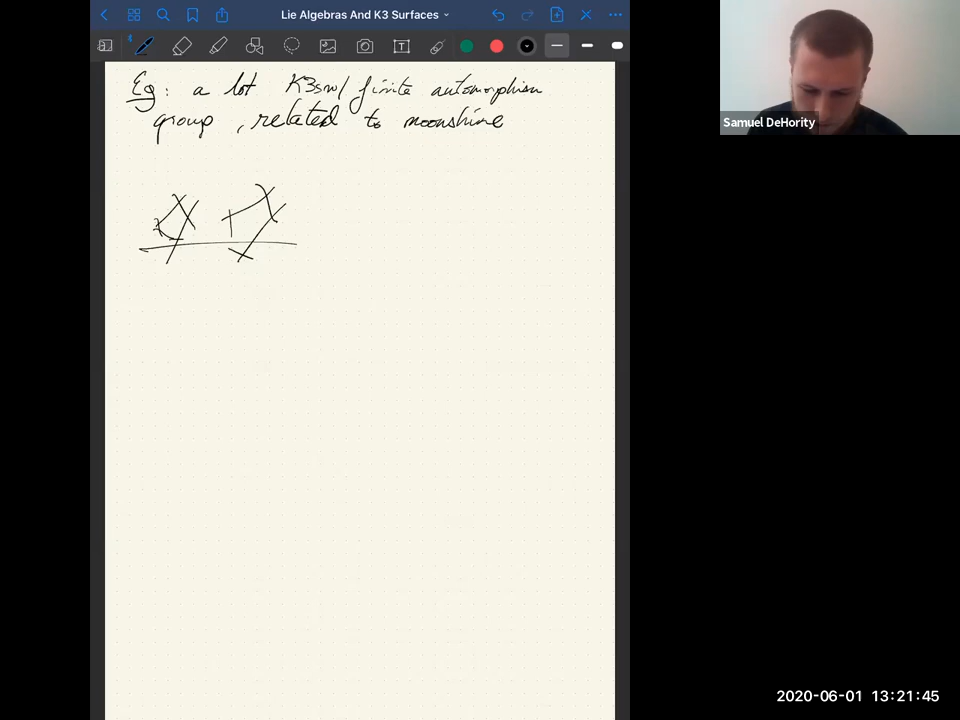 Lie Algebras And K3 Surfaces
Eg: a lot K3s w/ finite automorphism
group, related to moonshine
Samuel DeHority
2020-06-01 13:21:45